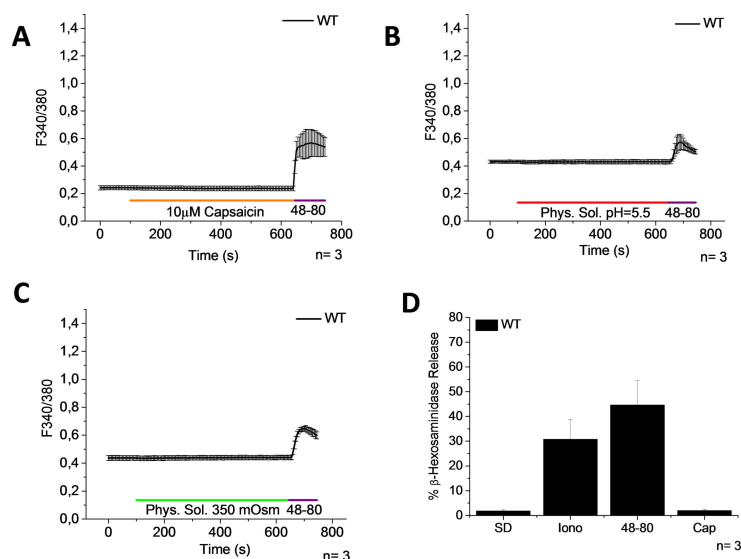 A
WT
1,4
1,2
1,0
0,8
0,6
0,4
0,2
0,0
F340/380
10μM Capsaicin 48-80
0 200 400 600 800
Time (s)
n= 3
B
WT
1,4
1,2
1,0
0,8
0,6
0,4
0,2
0,0
F340/380
Phys. Sol. pH=5.5 48-80
0 200 400 600 800
Time (s)
n= 3
C
WT
1,4
1,2
1,0
0,8
0,6
0,4
0,2
0,0
F340/380
Phys. Sol. 350 mOsm 48-80
0 200 400 600 800
Time (s)
n= 3
D
WT
80
70
60
50
40
30
20
10
0
% β-Hexosaminidase Release
SD Iono 48-80 Cap
n= 3